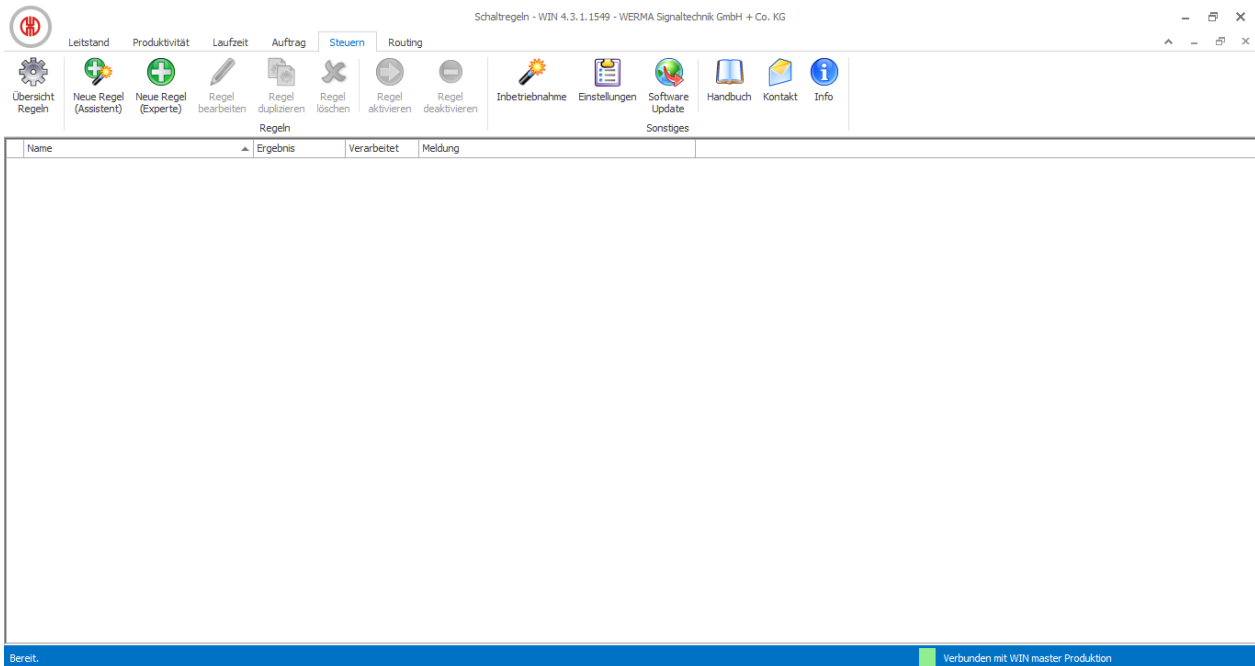 Schaltregeln - WIN 4.3.1.1549 - WERMA Signaltechnik GmbH + Co. KG
Leitstand Produktivität Laufzeit Auftrag Steuern Routing
Übersicht Regeln
Neue Regel (Assistent)
Neue Regel (Experte)
Regel bearbeiten
Regel duplizieren
Regel löschen
Regel aktivieren
Regel deaktivieren
Inbetriebnahme
Einstellungen
Software Update
Handbuch
Kontakt
Info
Regeln
Sonstiges
Name Ergebnis Verarbeitet Meldung
Bereit.
Verbunden mit WIN master Produktion